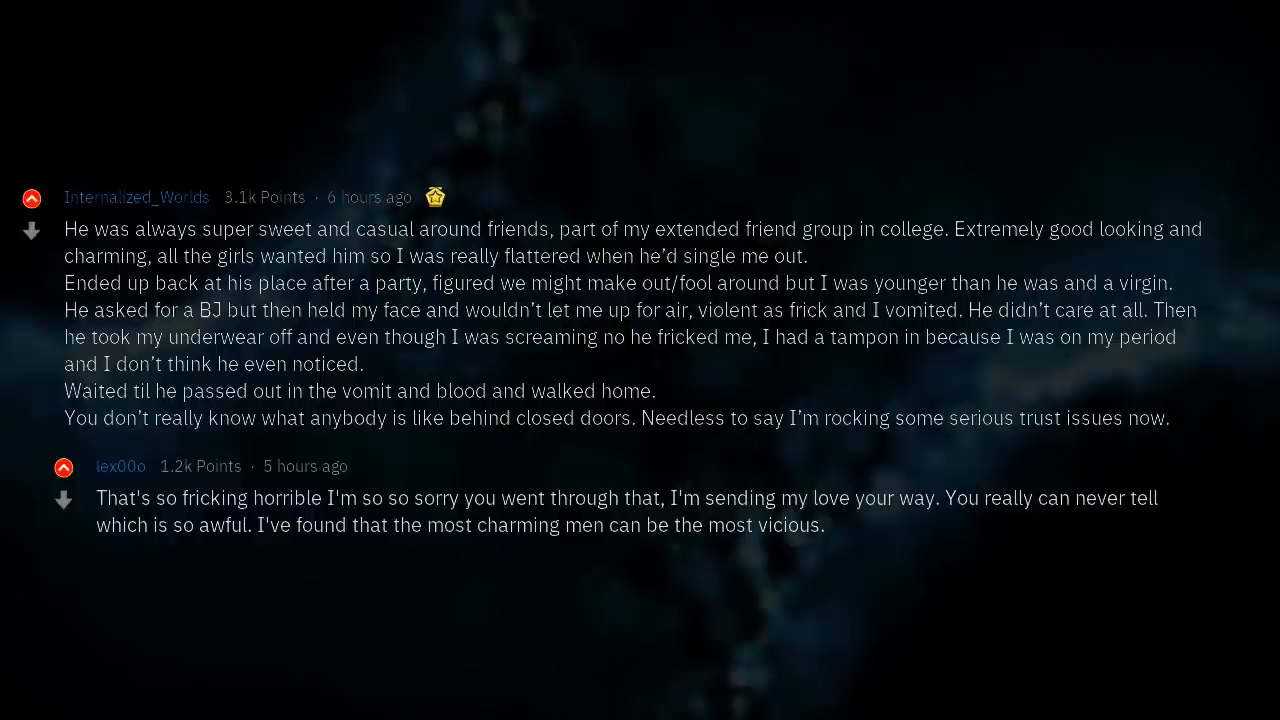 Internalized_Worlds 3.1k Points · 6 hours ago
He was always super sweet and casual around friends, part of my extended friend group in college. Extremely good looking and
charming, all the girls wanted him so I was really flattered when he’d single me out.
Ended up back at his place after a party, figured we might make out/fool around but I was younger than he was and a virgin.
He asked for a BJ but then held my face and wouldn’t let me up for air, violent as frick and I vomited. He didn’t care at all. Then
he took my underwear off and even though I was screaming no he fricked me, I had a tampon in because I was on my period
and I don’t think he even noticed.
Waited til he passed out in the vomit and blood and walked home.
You don’t really know what anybody is like behind closed doors. Needless to say I’m rocking some serious trust issues now.
lex00o 1.2k Points · 5 hours ago
That's so fricking horrible I'm so so sorry you went through that, I'm sending my love your way. You really can never tell
which is so awful. I've found that the most charming men can be the most vicious.